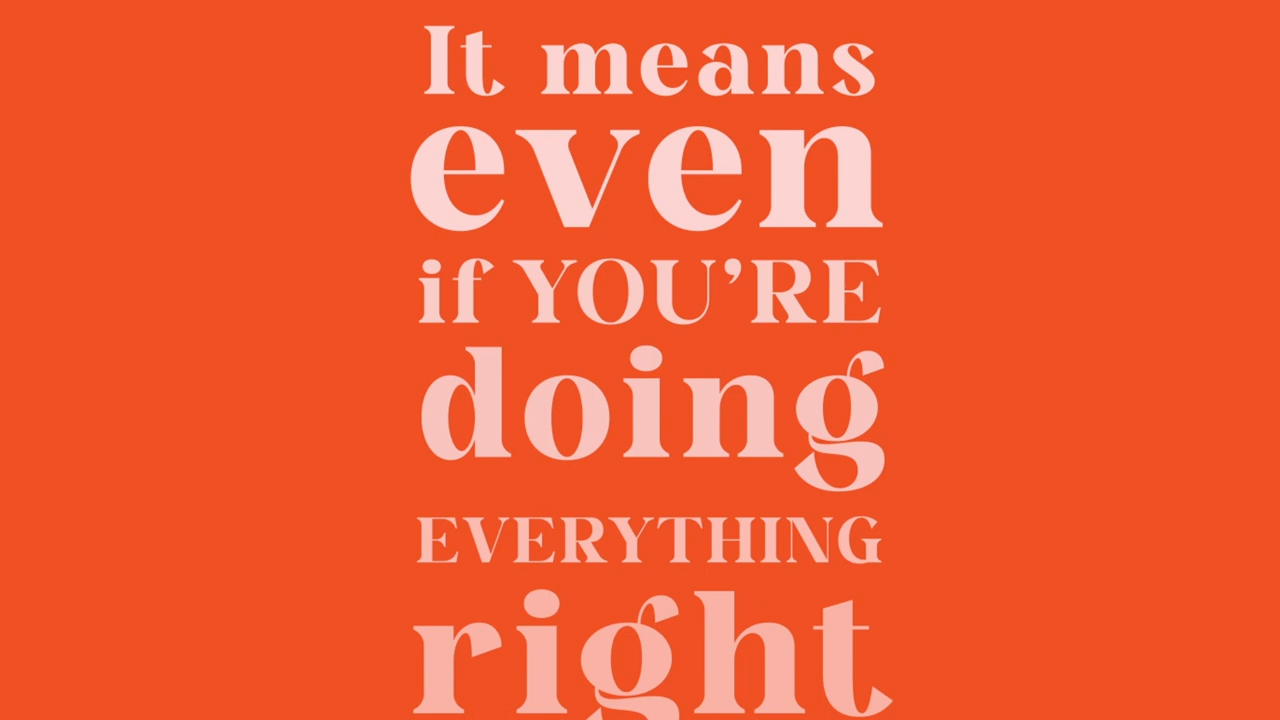 It means
even
if YOU’RE
doing
EVERYTHING
right